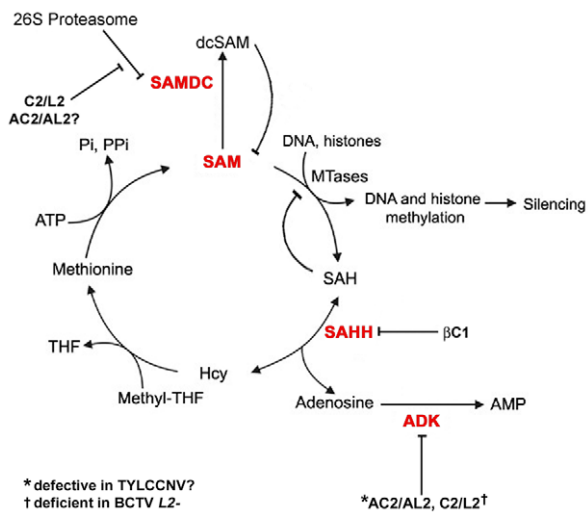 26S Proteasome
dcSAM
SAMDC
C2/L2
AC2/AL2?
Pi, PPi
SAM
DNA, histones
MTases
DNA and histone
methylation
Silencing
ATP
Methionine
SAH
SAHH
βC1
THF
Hcy
Methyl-THF
Adenosine
AMP
ADK
* defective in TYLCCNV?
† deficient in BCTV L2-
*AC2/AL2, C2/L2†